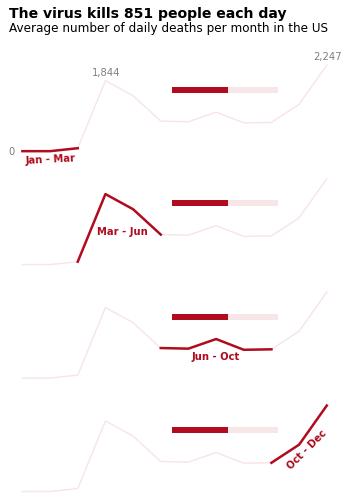 The virus kills 851 people each day
Average number of daily deaths per month in the US
2,247
1,844
0
Jan - Mar
Mar - Jun
Jun - Oct
Oct - Dec